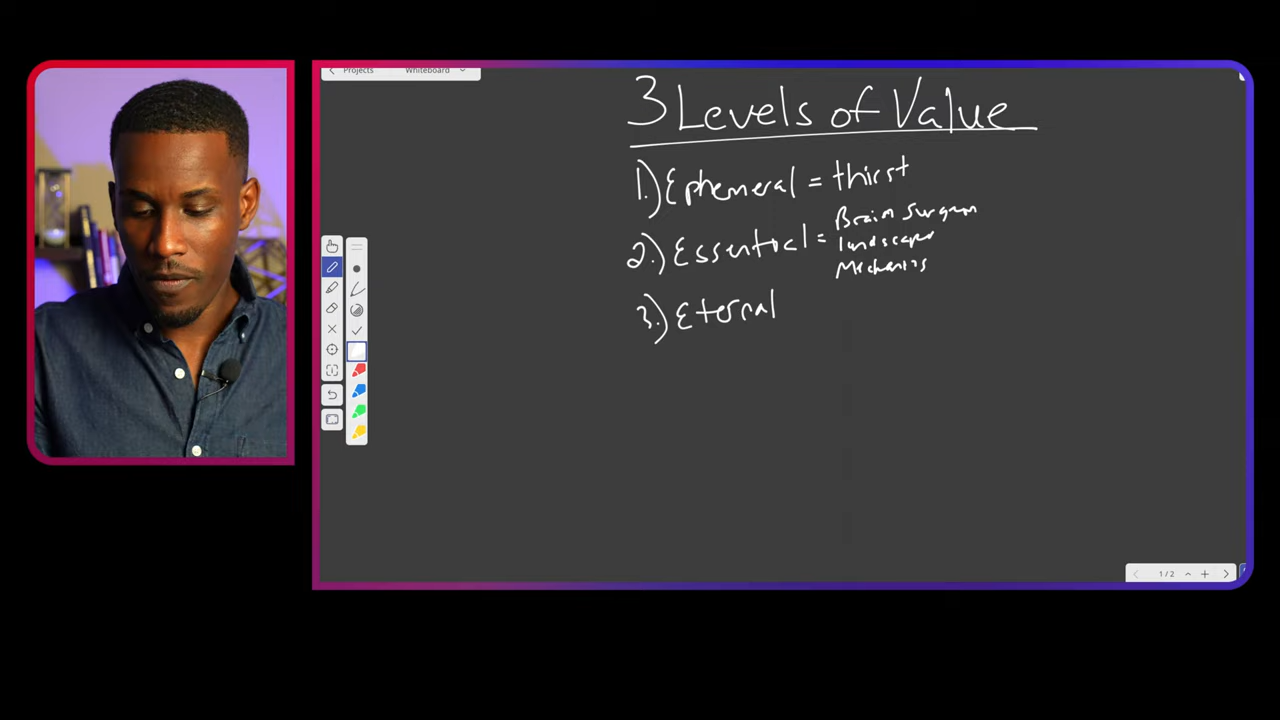 Projects
Whiteboard
3 Levels of Value
1.) Ephemeral = thirst
2.) Essential = Brain Surgeon
landscaper
Mechanics
3.) Eternal
1/2